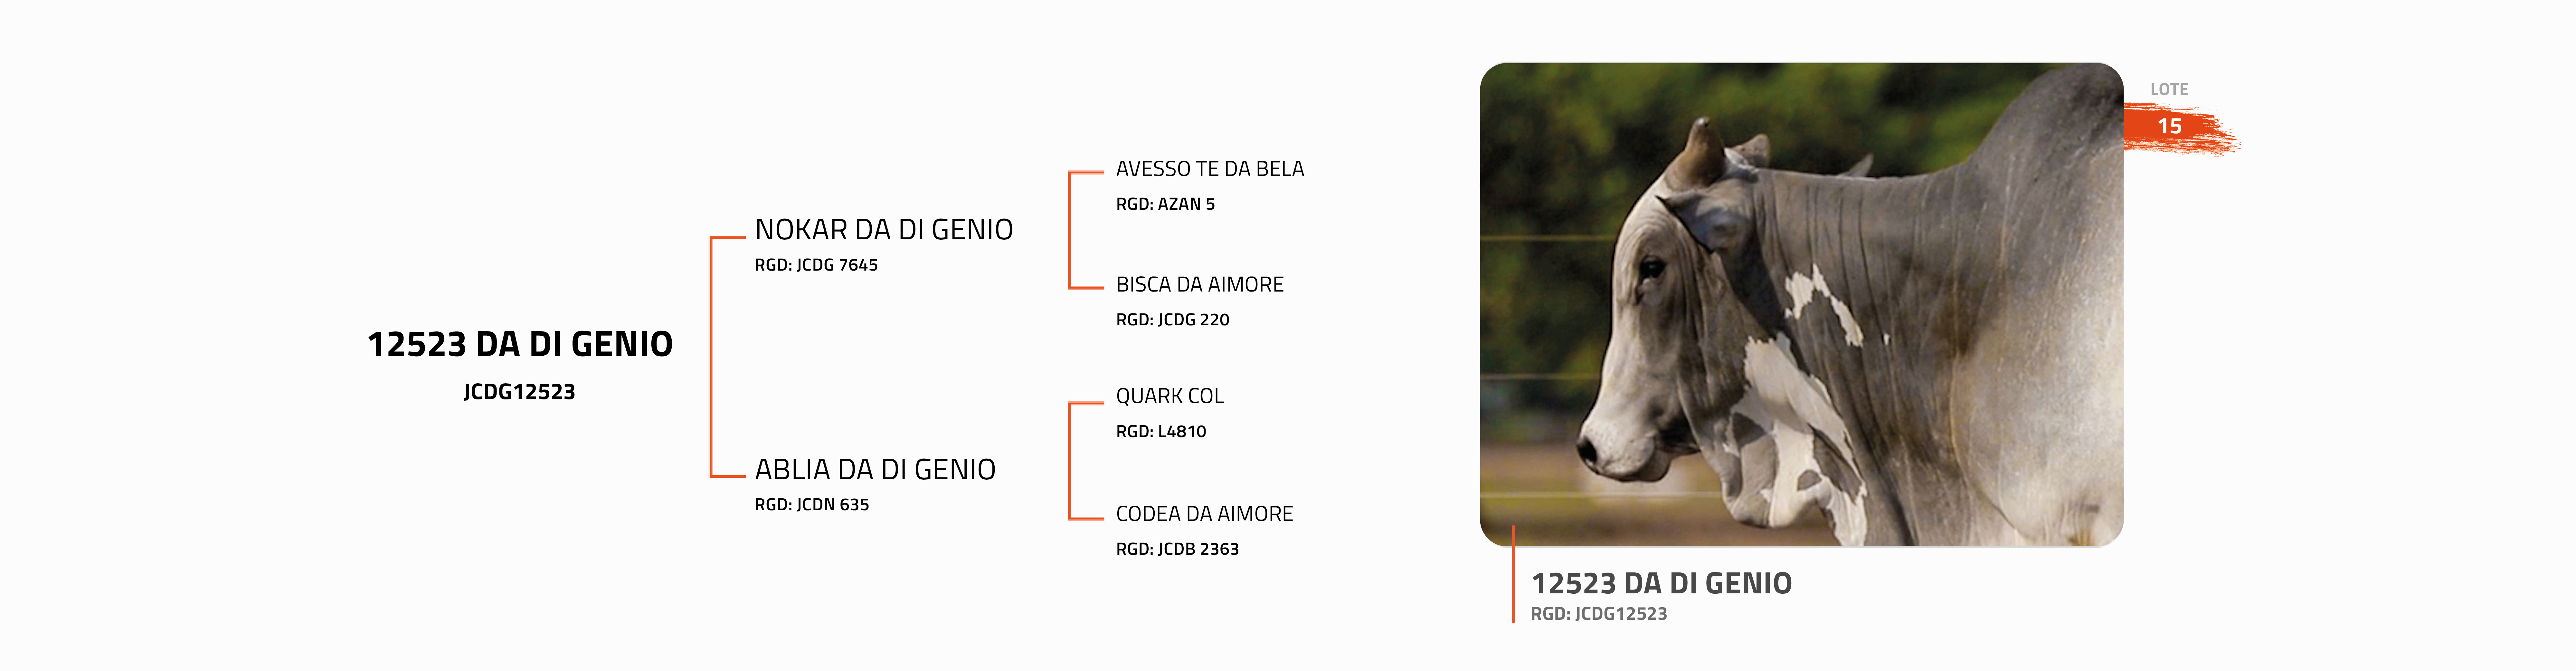 12523 DA DI GENIO
JCDG12523
NOKAR DA DI GENIO
RGD: JCDG 7645
ABLIA DA DI GENIO
RGD: JCDN 635
AVESSO TE DA BELA
RGD: AZAN 5
BISCA DA AIMORE
RGD: JCDG 220
QUARK COL
RGD: L4810
CODEA DA AIMORE
RGD: JCDB 2363
LOTE
15
12523 DA DI GENIO
RGD: JCDG12523